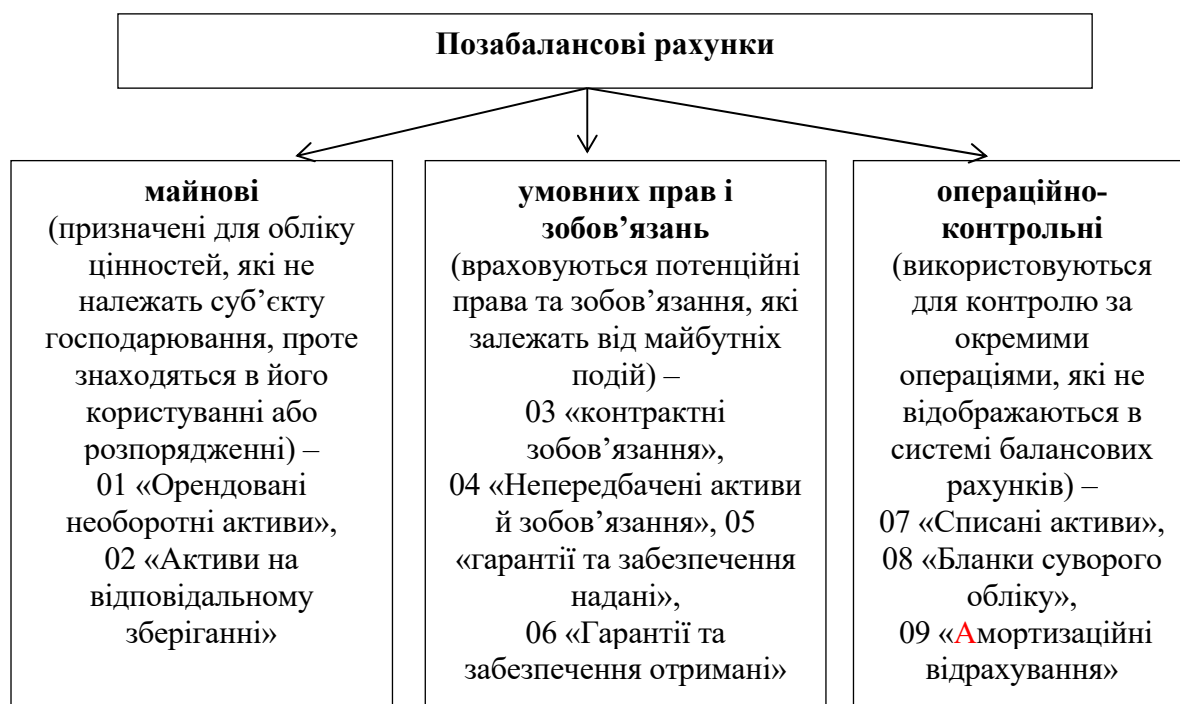 Позабалансові рахунки
майнові
(призначені для обліку
цінностей, які не
належать суб’єкту
господарювання, проте
знаходяться в його
користуванні або
розпорядженні) –
01 «Орендовані
необоротні активи»,
02 «Активи на
відповідальному
зберіганні»
умовних прав і
зобов’язань
(враховуються потенційні
права та зобов’язання, які
залежать від майбутніх
подій) –
03 «контрактні
зобов’язання»,
04 «Непередбачені активи
й зобов’язання», 05
«гарантії та забезпечення
надані»,
06 «Гарантії та
забезпечення отримані»
операційно-
контрольні
(використовуються
для контролю за
окремими
операціями, які не
відображаються в
системі балансових
рахунків) –
07 «Списані активи»,
08 «Бланки суворого
обліку»,
09 «Амортизаційні
відрахування»